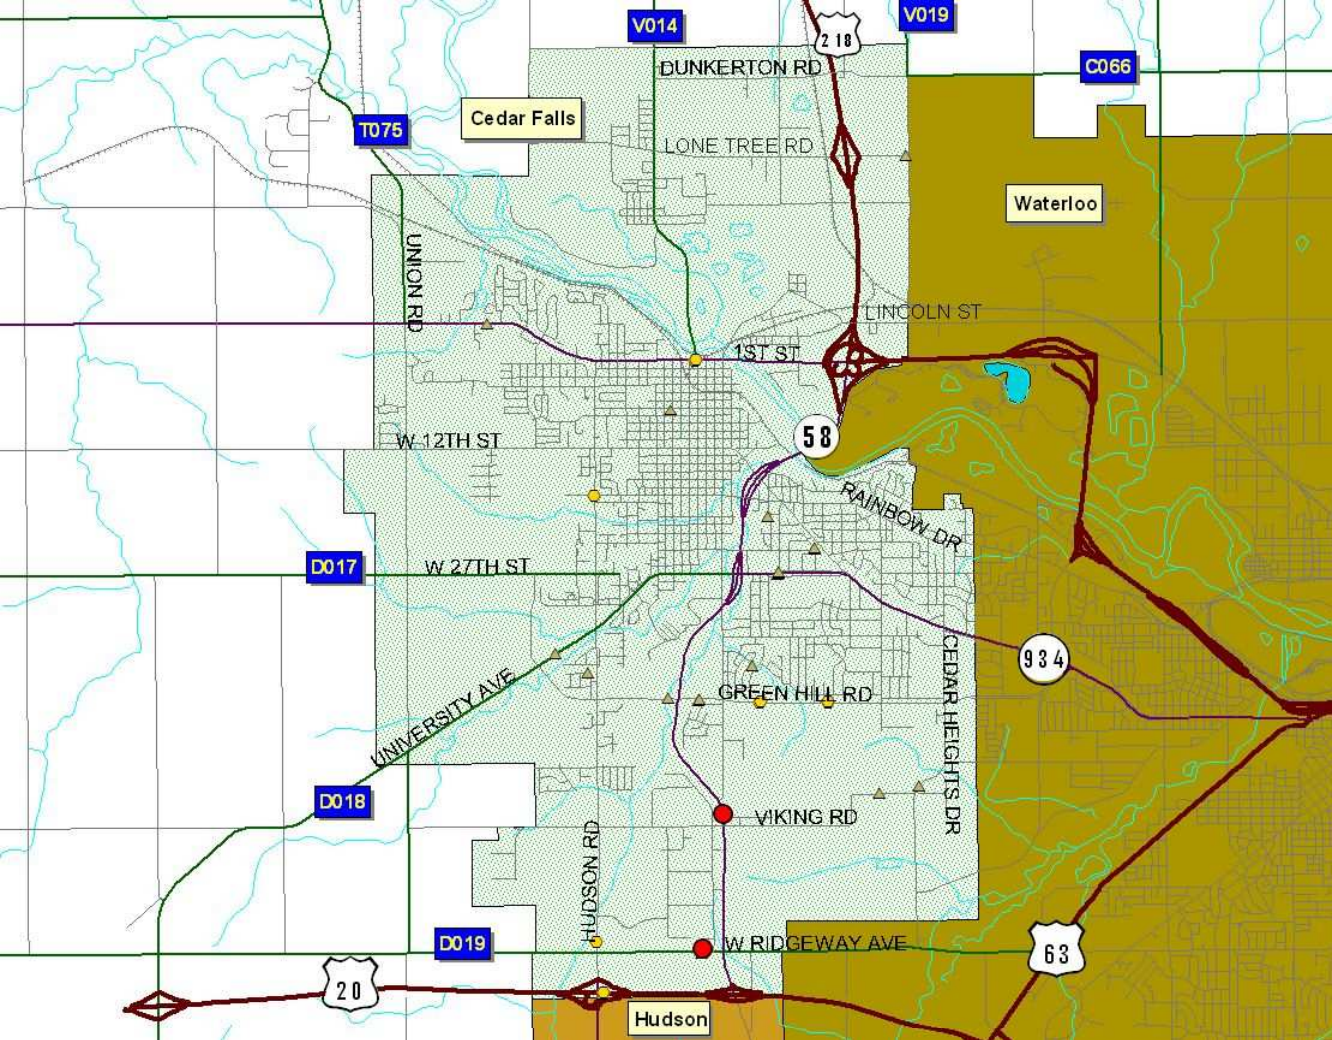 V014
V019
218
DUNKERTON RD
C066
Cedar Falls
T075
LONE TREE RD
Waterloo
UNION RD
LINCOLN ST
1ST ST
58
W 12TH ST
RAINBOW DR
D017
W 27TH ST
934
CEDAR HEIGHTS DR
GREEN HILL RD
UNIVERSITY AVE
D018
VIKING RD
HUDSON RD
D019
W RIDGEWAY AVE
63
20
Hudson